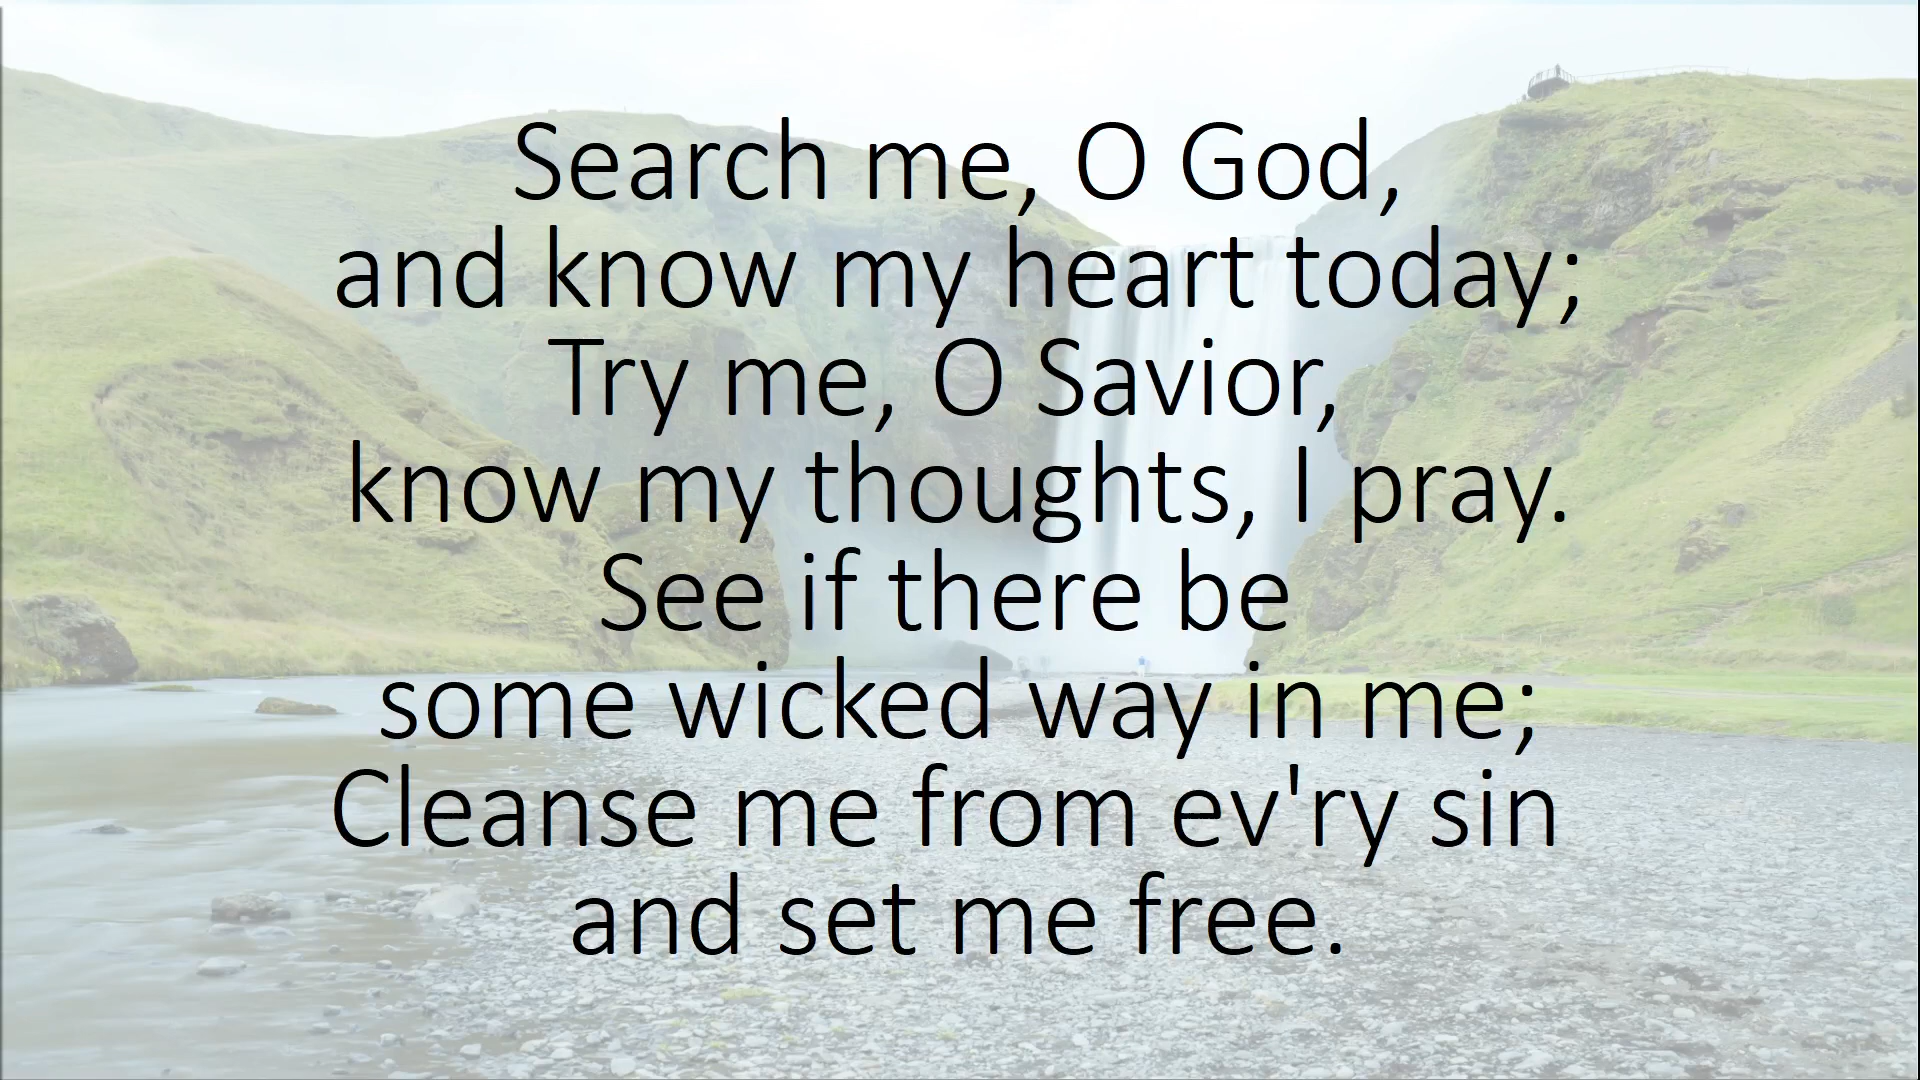 Search me, O God,
and know my heart today;
Try me, O Savior,
know my thoughts, I pray.
See if there be
some wicked way in me;
Cleanse me from ev'ry sin
and set me free.